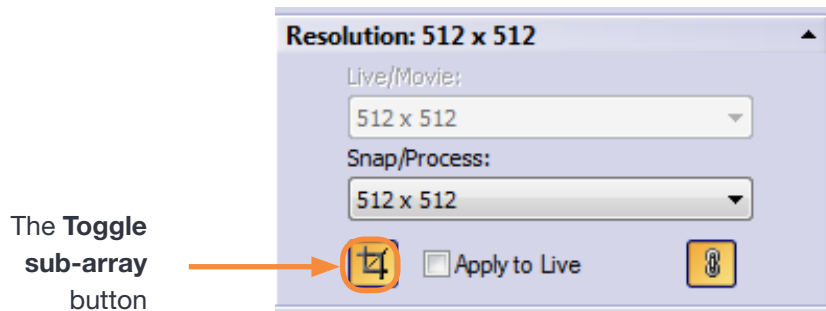 Resolution: 512 x 512
Live/Movie:
512 x 512
Snap/Process:
512 x 512
The Toggle
sub-array
button
Apply to Live